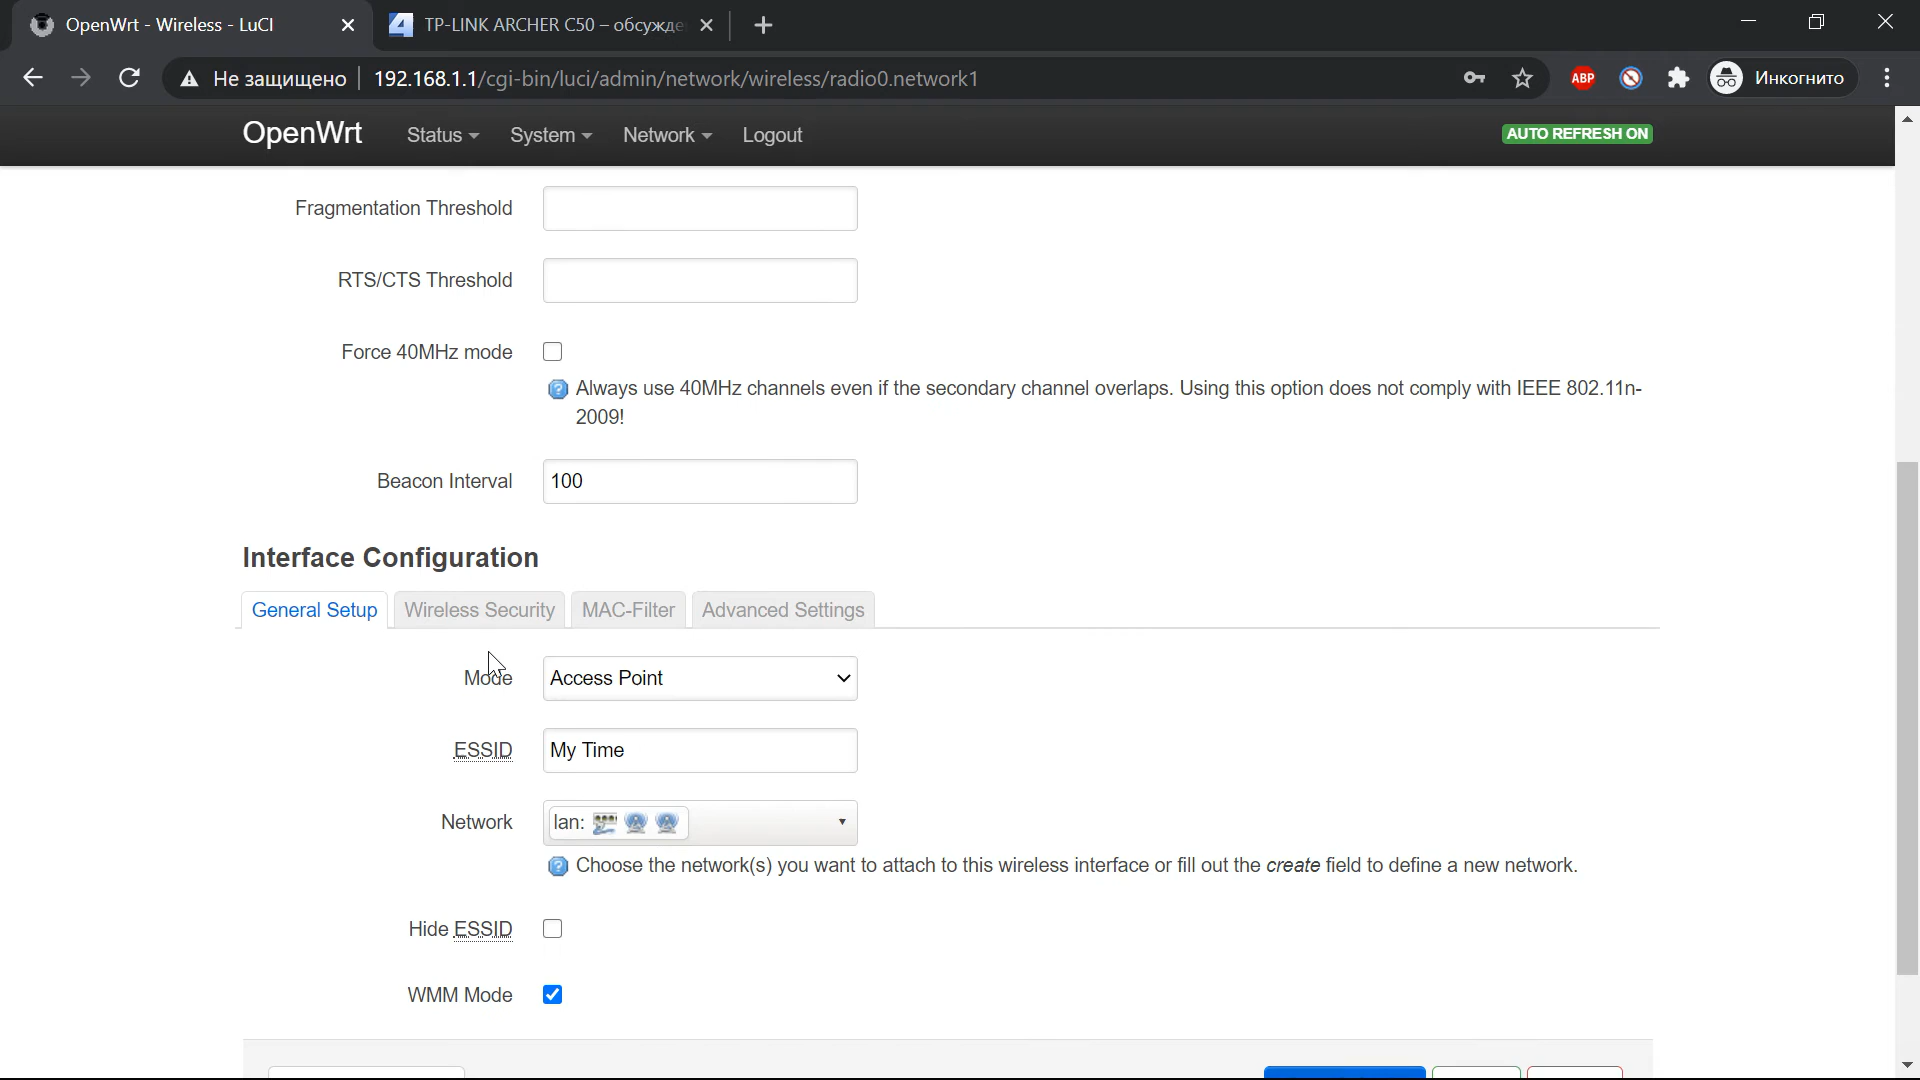 OpenWrt - Wireless - LuCI
TP-LINK ARCHER C50 – обсужде
Не защищено
192.168.1.1/cgi-bin/luci/admin/network/wireless/radio0.network1
ABP
Инкогнито
OpenWrt
Status
System
Network
Logout
AUTO REFRESH ON
Fragmentation Threshold
RTS/CTS Threshold
Force 40MHz mode
Always use 40MHz channels even if the secondary channel overlaps. Using this option does not comply with IEEE 802.11n-
2009!
Beacon Interval 100
Interface Configuration
General Setup
Wireless Security
MAC-Filter
Advanced Settings
Mode Access Point
ESSID My Time
Network lan:
Choose the network(s) you want to attach to this wireless interface or fill out the create field to define a new network.
Hide ESSID
WMM Mode